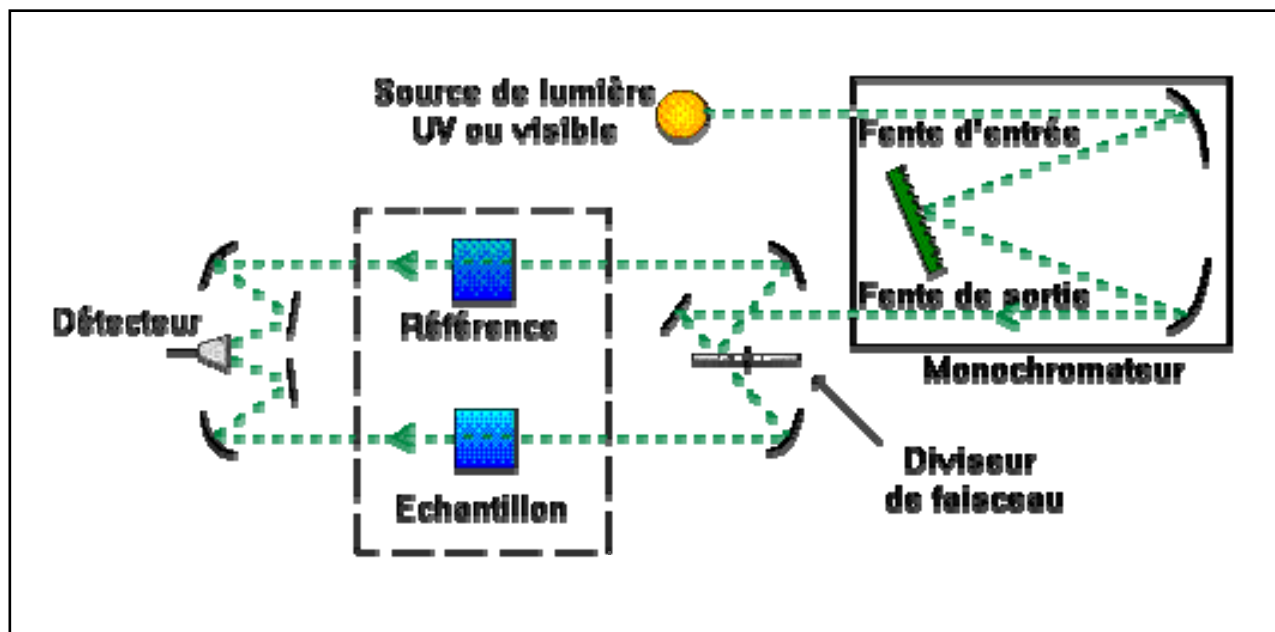 Source de lumière
UV ou visible
Fente d'entrée
Fente de sortie
Monochromateur
Détecteur
Référence
Echantillon
Diviseur
de faisceau